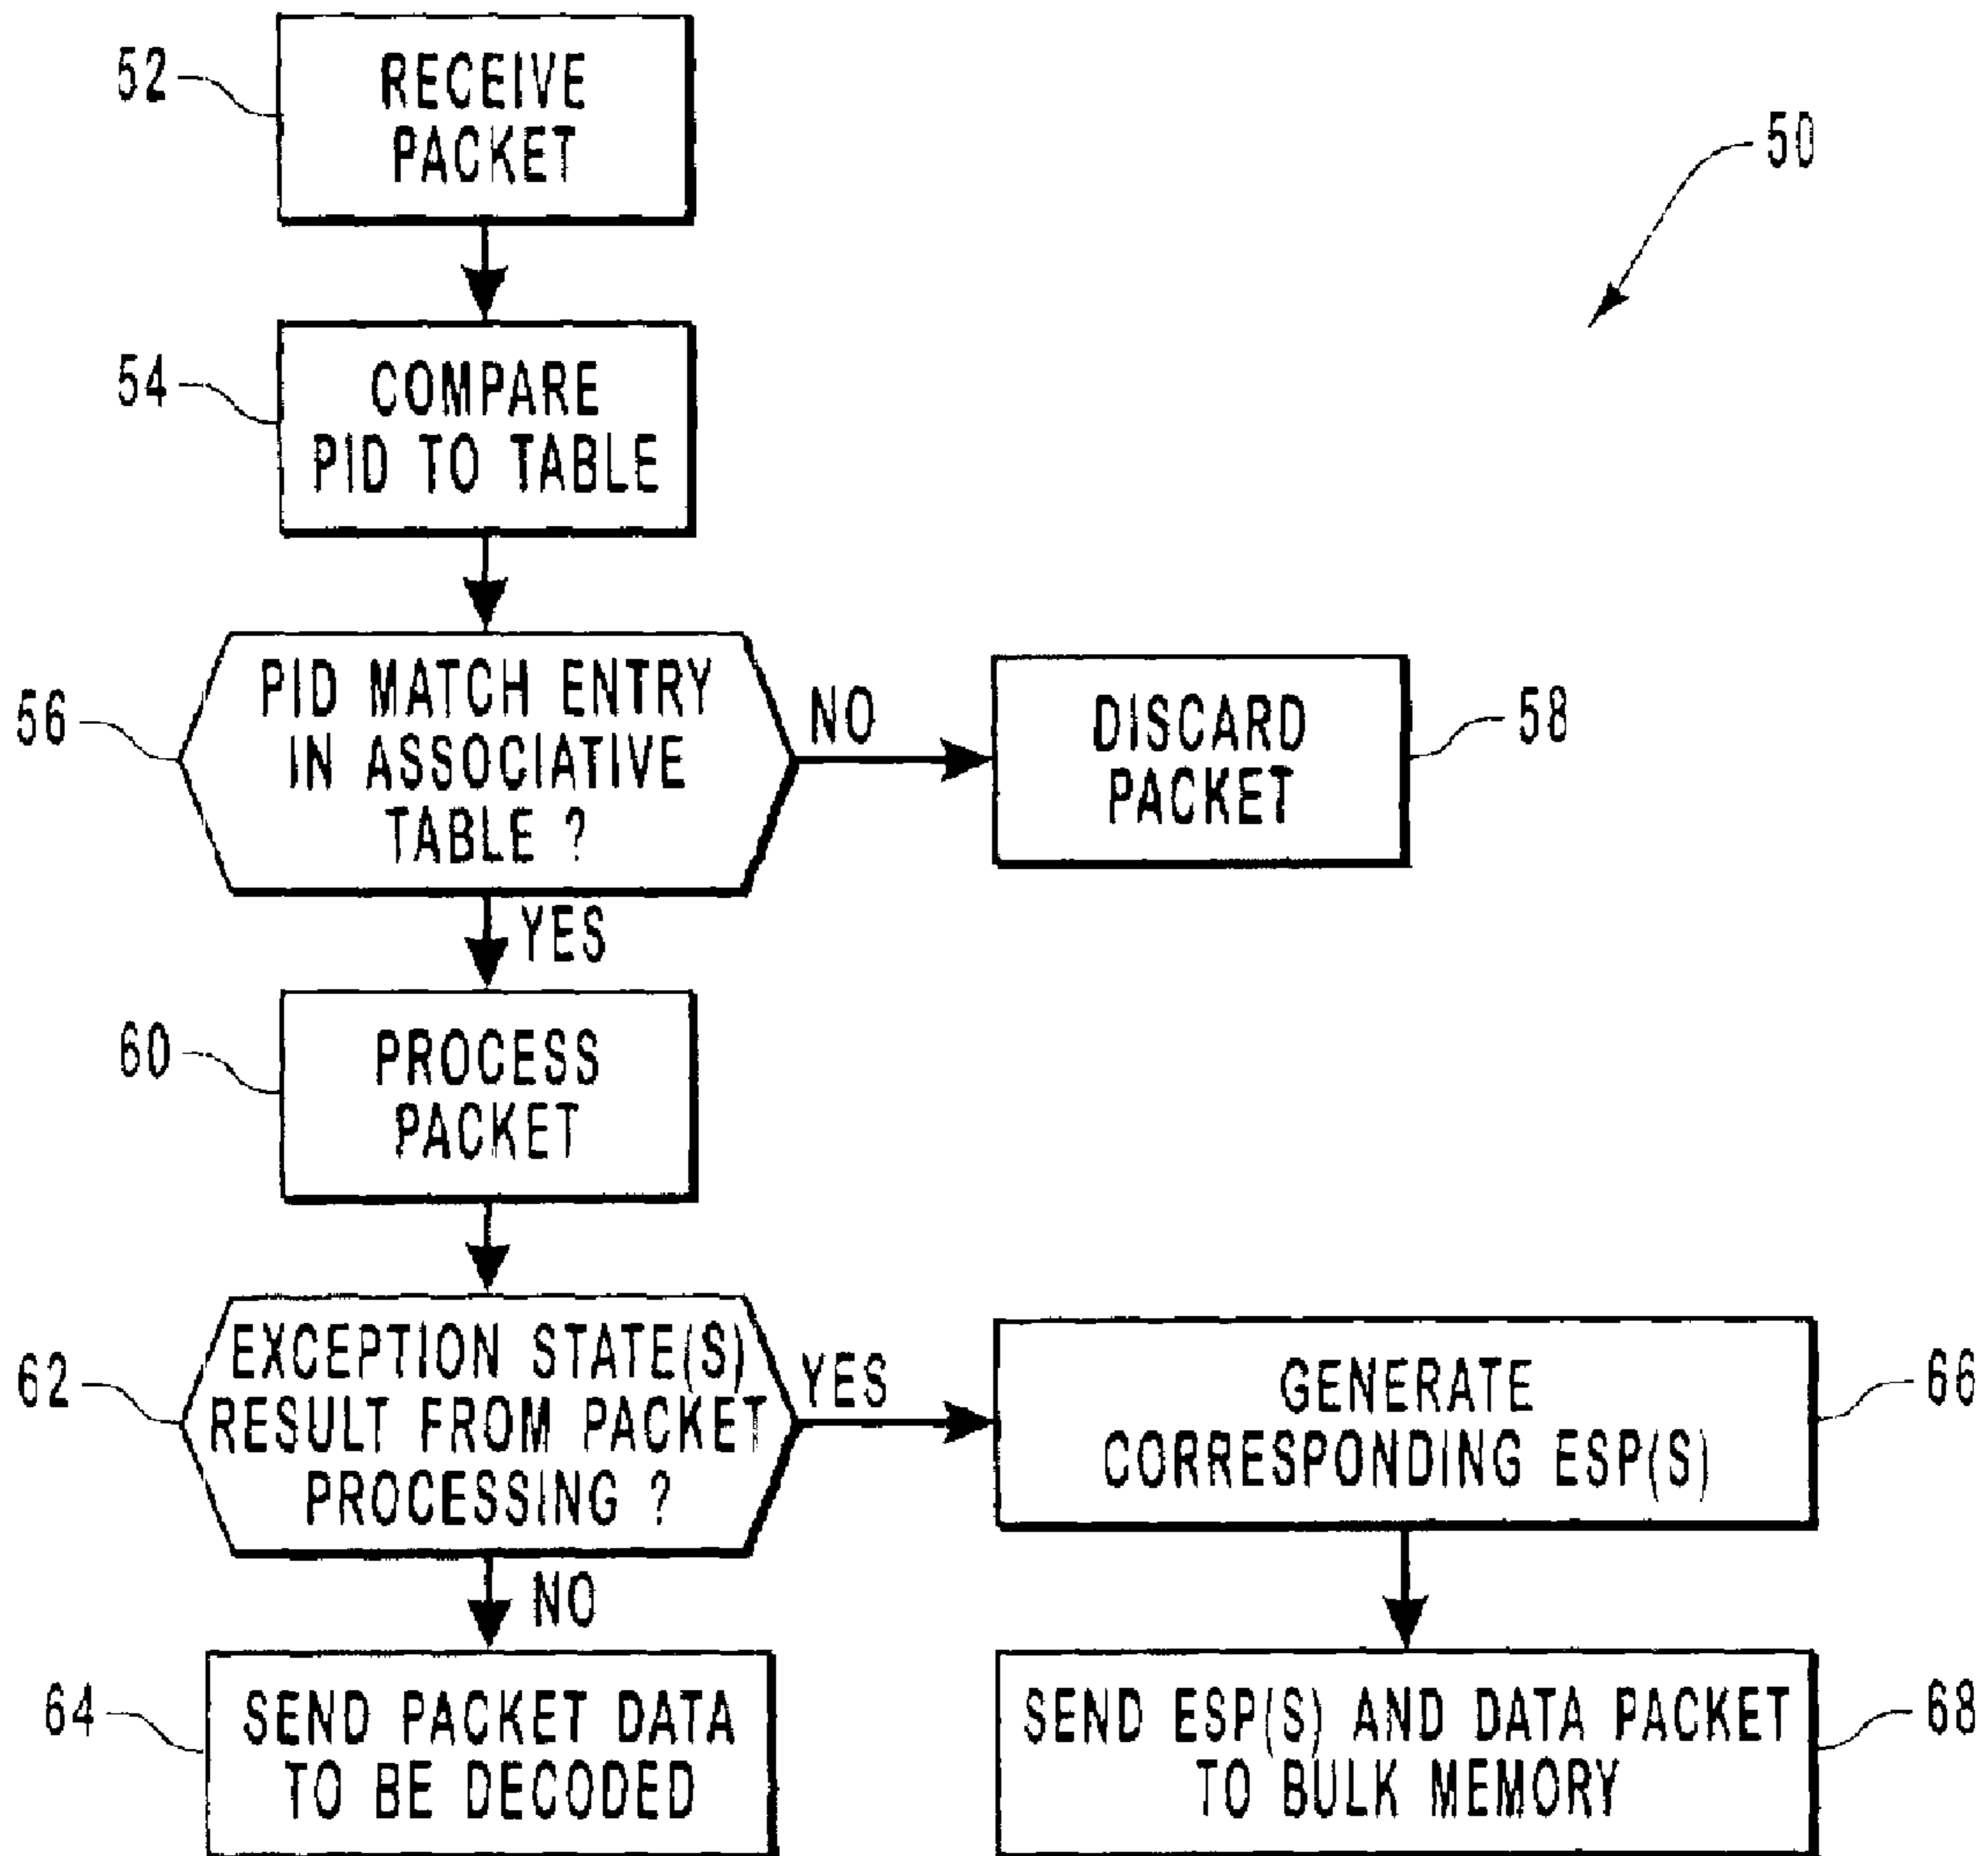 52
RECEIVE
PACKET
50
54
COMPARE
PID TO TABLE
56
PID MATCH ENTRY
IN ASSOCIATIVE
TABLE ?
NO
DISCARD
PACKET
58
YES
60
PROCESS
PACKET
62
EXCEPTION STATE(S)
RESULT FROM PACKET
PROCESSING ?
YES
GENERATE
CORRESPONDING ESP(S)
66
NO
64
SEND PACKET DATA
TO BE DECODED
SEND ESP(S) AND DATA PACKET
TO BULK MEMORY
68